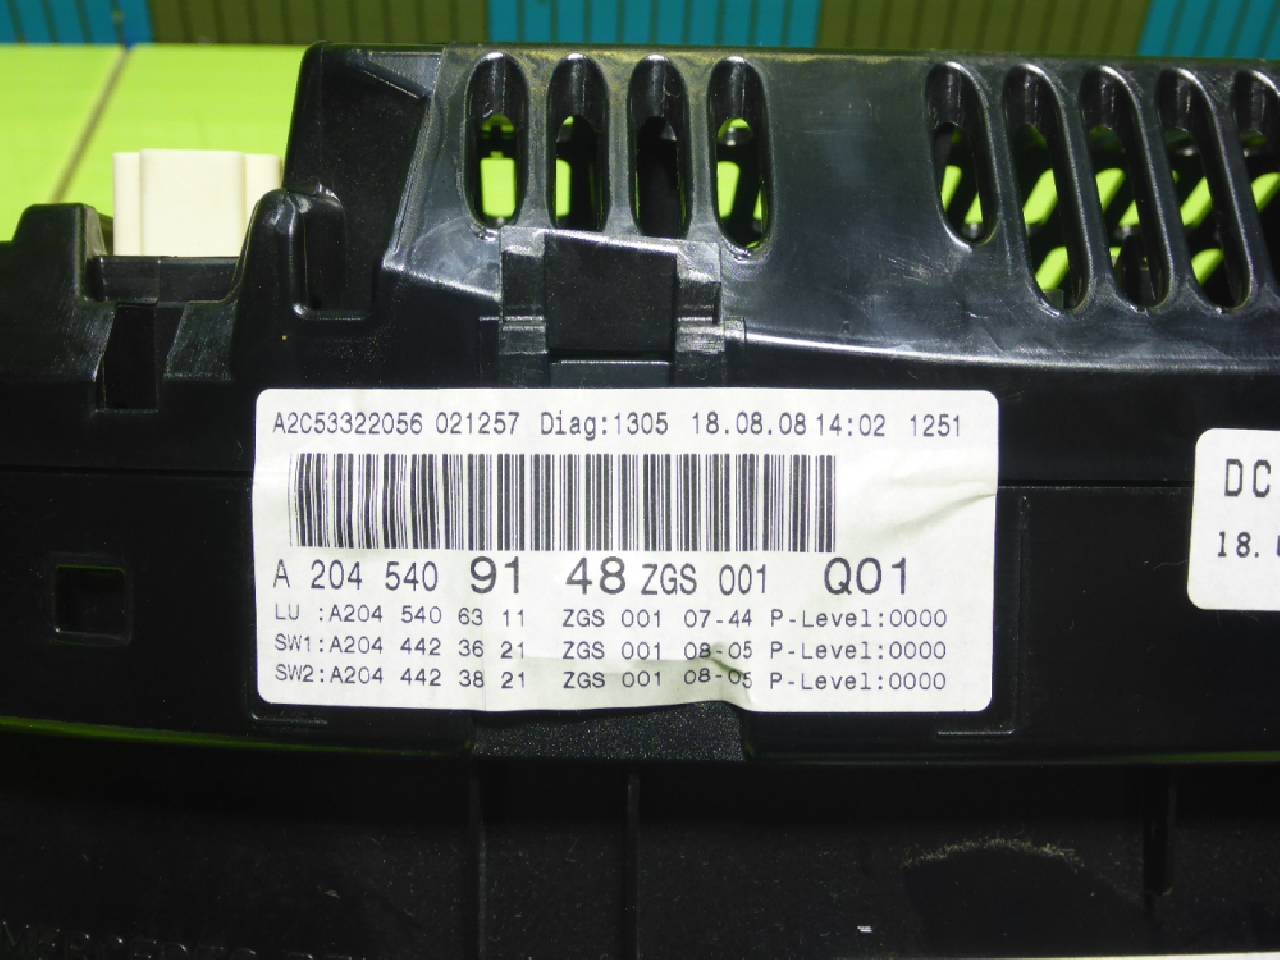 A2C53322056 021257 Diag:1305 18.08.08 14:02 1251
A 204 540 91 48 ZGS 001 Q01
LU :A204 540 63 11 ZGS 001 07-44 P-Level:0000
SW1:A204 442 36 21 ZGS 001 08-05 P-Level:0000
SW2:A204 442 38 21 ZGS 001 08-05 P-Level:0000
DC
18.